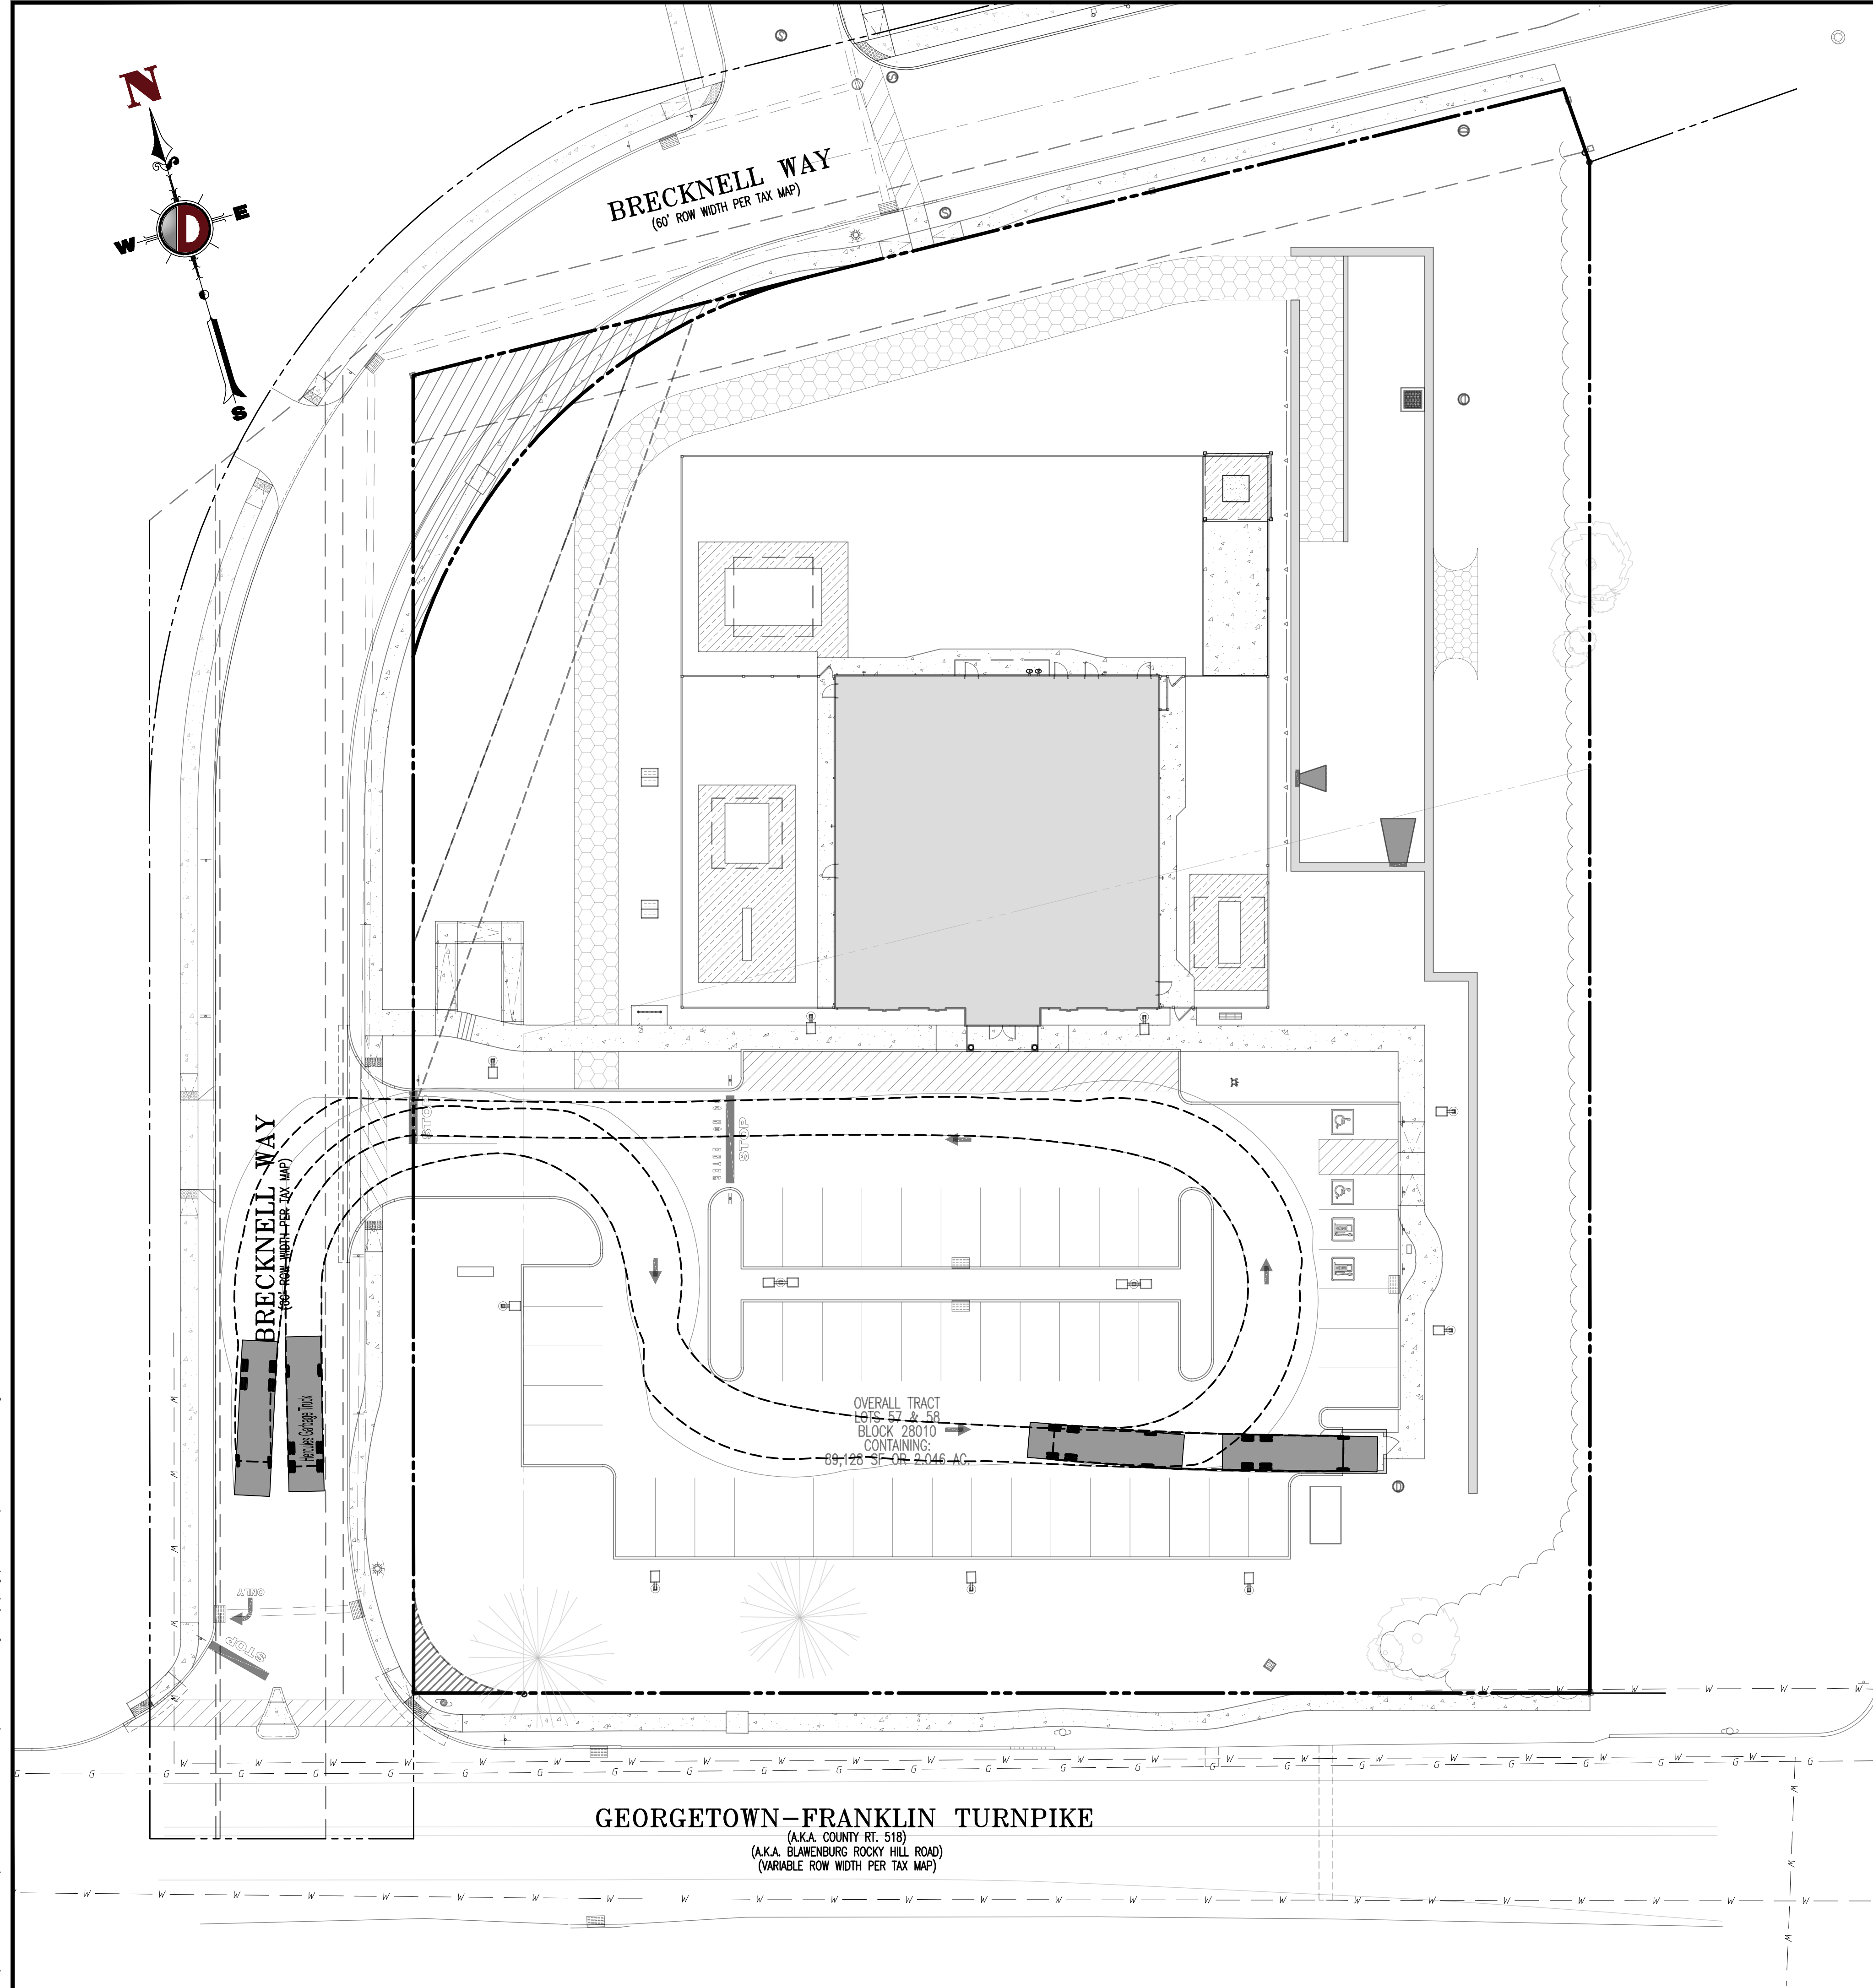 N
W
E
D
S
BRECKNELL WAY
(60' ROW WIDTH PER TAX MAP)
STOP
STOP
BRECKNELL WAY
(60' ROW WIDTH PER TAX MAP)
Hercules Garbage Truck
OVERALL TRACT
LOTS 57 & 58
BLOCK 28010
CONTAINING:
89,128 SF OR 2.046 AC.
ONLY
STOP
GEORGETOWN-FRANKLIN TURNPIKE
(A.K.A. COUNTY RT. 518)
(A.K.A. BLAWENBURG ROCKY HILL ROAD)
(VARIABLE ROW WIDTH PER TAX MAP)